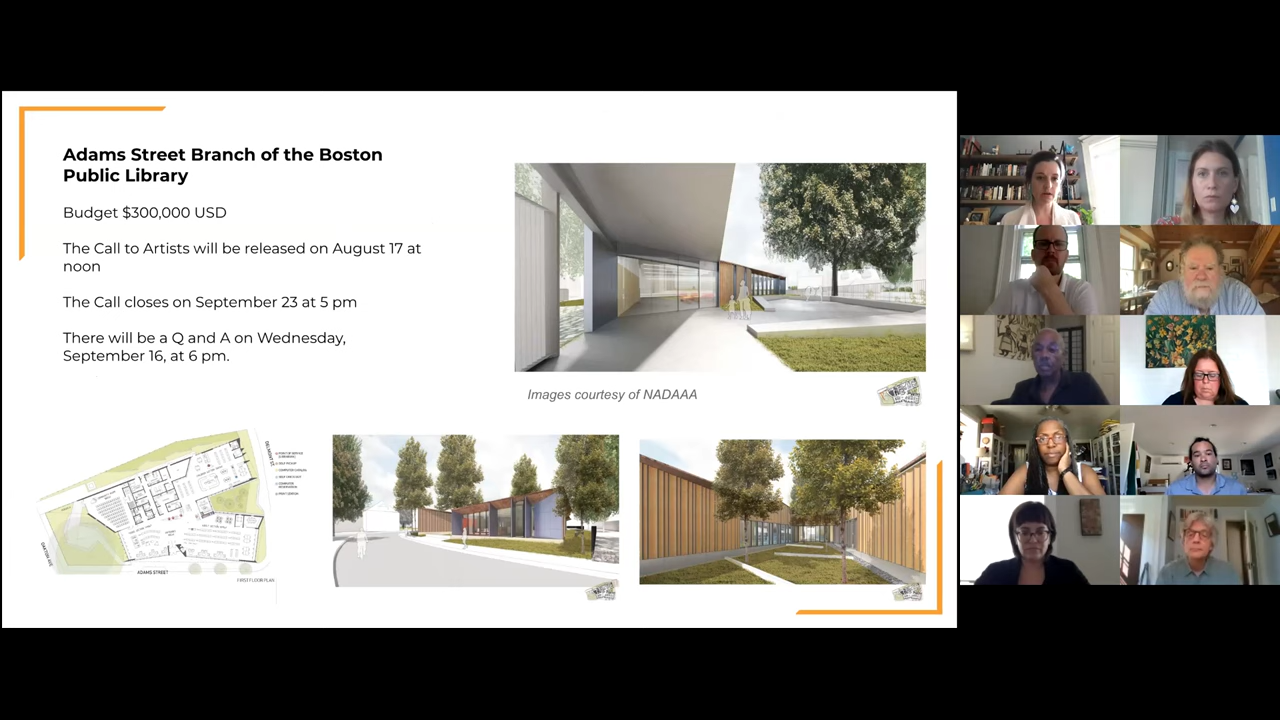 Adams Street Branch of the Boston
Public Library
Budget $300,000 USD
The Call to Artists will be released on August 17 at
noon
The Call closes on September 23 at 5 pm
There will be a Q and A on Wednesday,
September 16, at 6 pm.
Images courtesy of NADAAA
ADAMS STREET
FIRST FLOOR PLAN